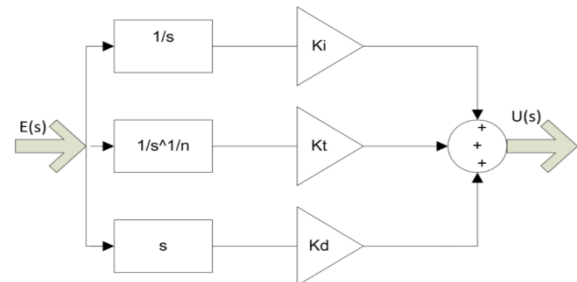 1/s
Ki
E(s)
1/s^1/n
Kt
+
+
+
U(s)
s
Kd